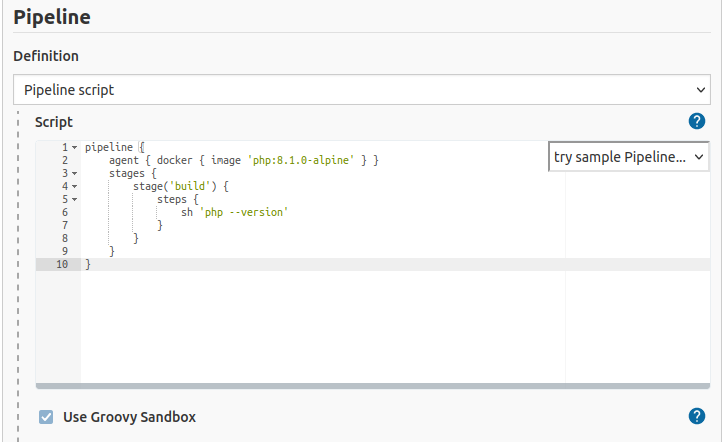 Pipeline
Definition
Pipeline script
Script
?
try sample Pipeline...
1 pipeline {
2     agent { docker { image 'php:8.1.0-alpine' } }
3     stages {
4         stage('build') {
5             steps {
6                 sh 'php --version'
7             }
8         }
9     }
10 }
Use Groovy Sandbox
?